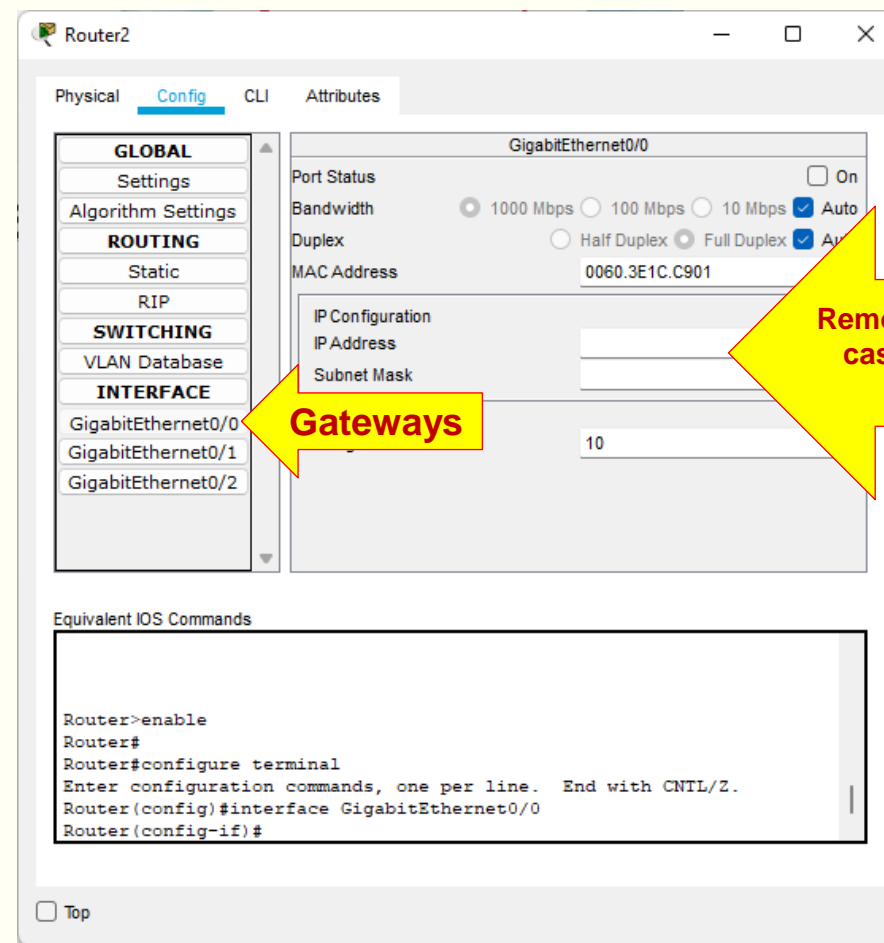 Router2
Physical Config CLI Attributes
GLOBAL
Settings
Algorithm Settings
ROUTING
Static
RIP
SWITCHING
VLAN Database
INTERFACE
GigabitEthernet0/0
GigabitEthernet0/1
GigabitEthernet0/2
GigabitEthernet0/0
Port Status On
Bandwidth 1000 Mbps 100 Mbps 10 Mbps Auto
Duplex Half Duplex Full Duplex
MAC Address 0060.3E1C.C901
IP Configuration
IP Address
Subnet Mask
10
Gateways
Equivalent IOS Commands
Router>enable
Router#
Router#configure terminal
Enter configuration commands, one per line. End with CNTL/Z.
Router(config)#interface GigabitEthernet0/0
Router(config-if)#
Top